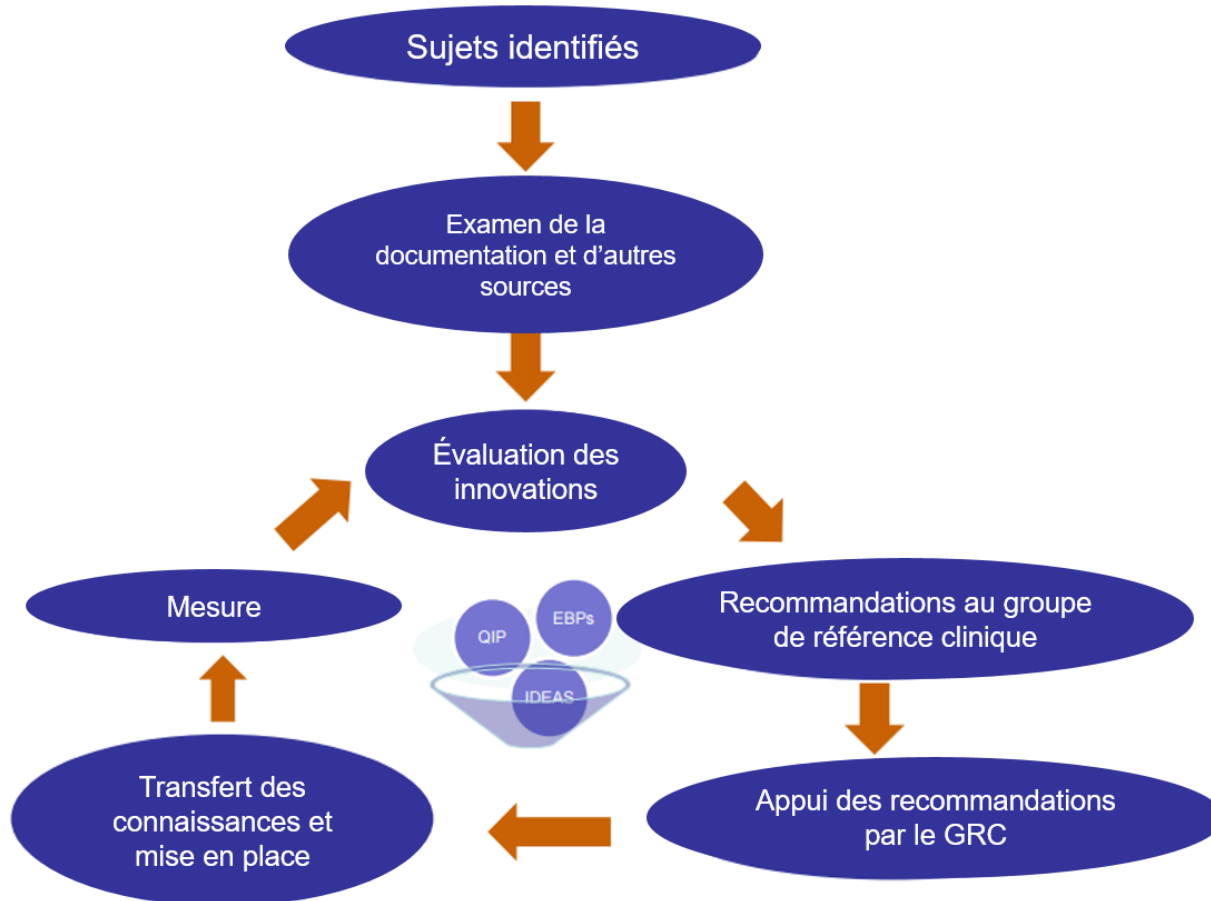 Sujets identifiés
Examen de la
documentation et d'autres
sources
Évaluation des
innovations
Mesure
QIP
EBPs
IDEAS
Recommandations au groupe
de référence clinique
Transfert des
connaissances et
mise en place
Appui des recommandations
par le GRC